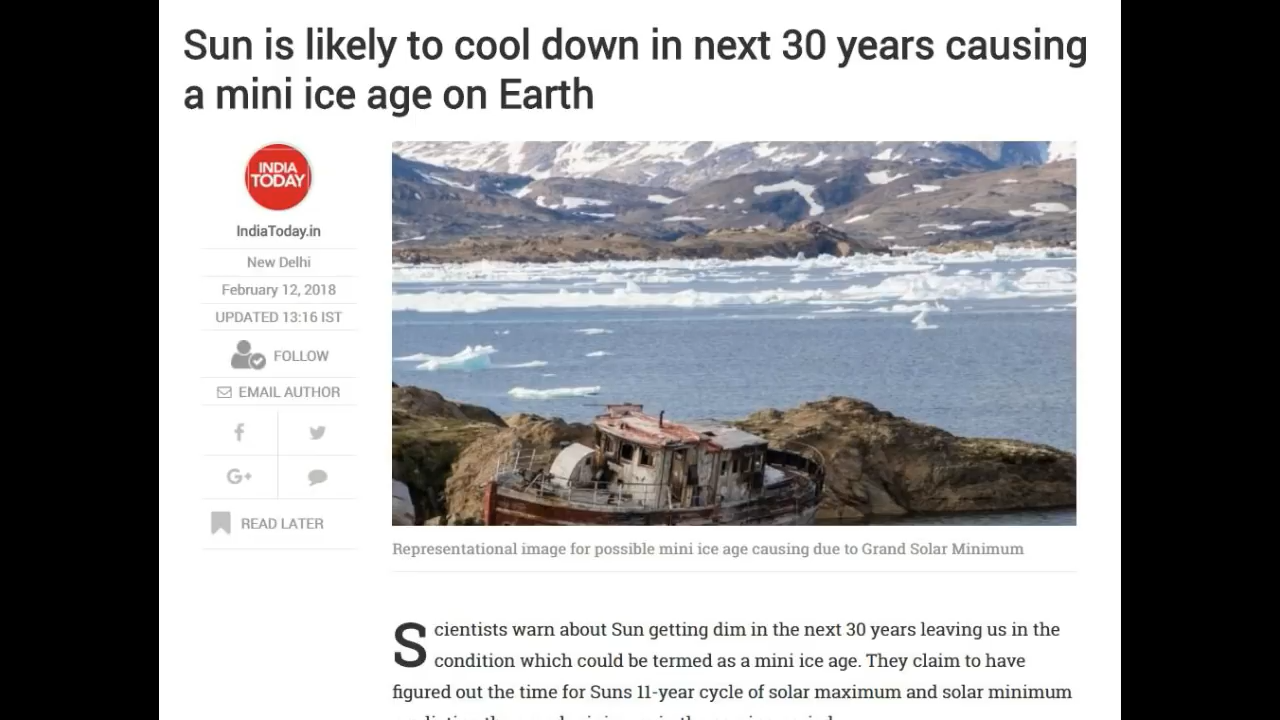 Sun is likely to cool down in next 30 years causing
a mini ice age on Earth
INDIA
TODAY
IndiaToday.in
New Delhi
February 12, 2018
UPDATED 13:16 IST
FOLLOW
EMAIL AUTHOR
G+
READ LATER
Representational image for possible mini ice age causing due to Grand Solar Minimum
Scientists warn about Sun getting dim in the next 30 years leaving us in the
condition which could be termed as a mini ice age. They claim to have
figured out the time for Suns 11-year cycle of solar maximum and solar minimum